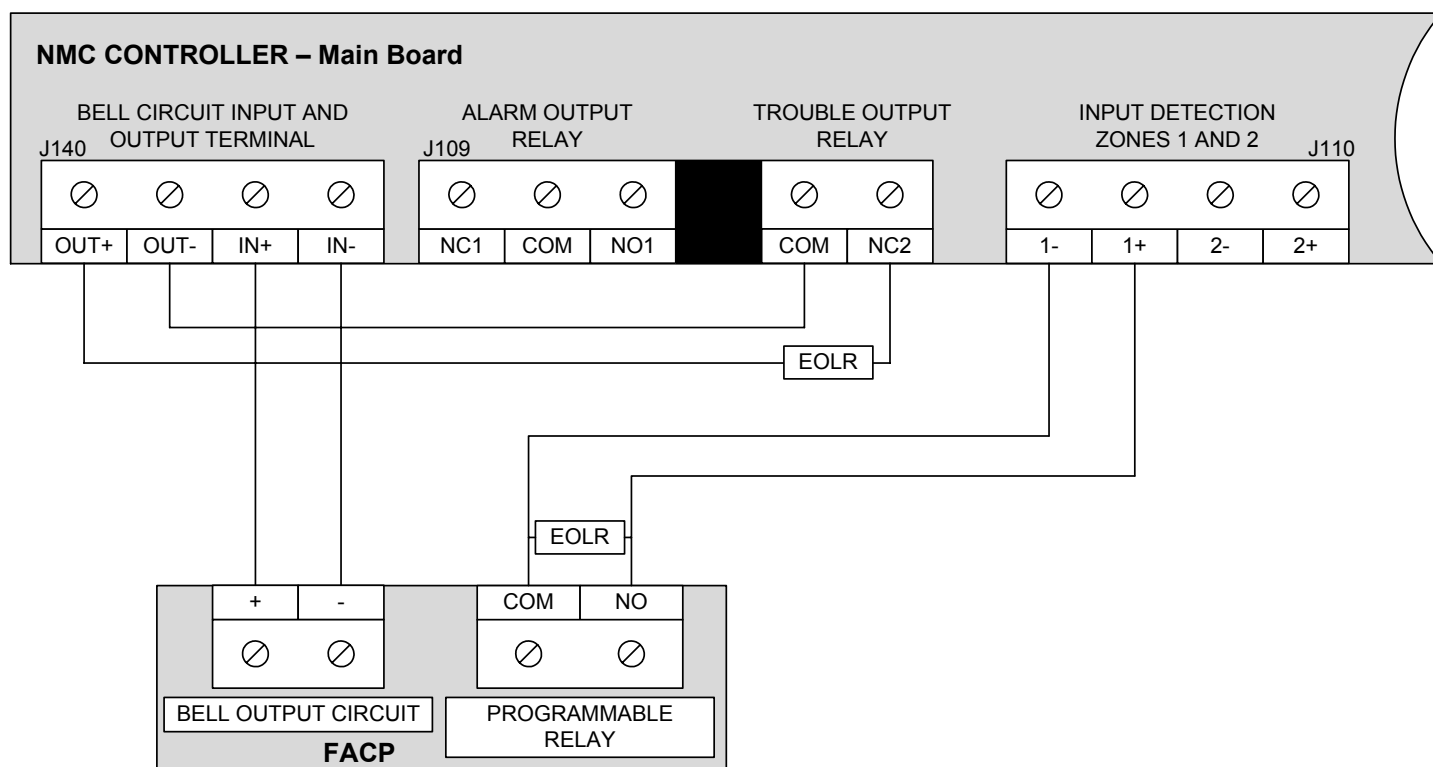 NMC CONTROLLER – Main Board
BELL CIRCUIT INPUT AND
OUTPUT TERMINAL
J140
ALARM OUTPUT
RELAY
J109
TROUBLE OUTPUT
RELAY
INPUT DETECTION
ZONES 1 AND 2
J110
OUT+ OUT- IN+ IN-
NC1 COM NO1
COM NC2
1- 1+ 2- 2+
EOLR
EOLR
+ -
COM NO
BELL OUTPUT CIRCUIT
PROGRAMMABLE
RELAY
FACP